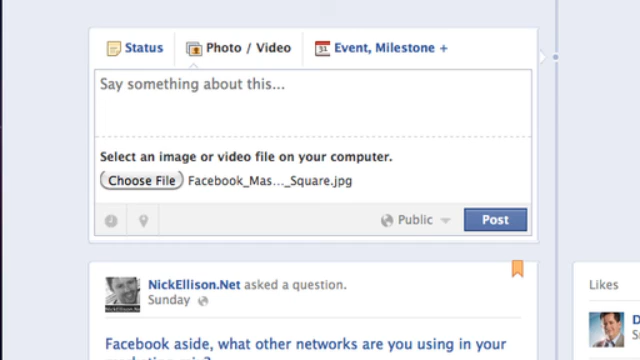 Status
Photo / Video
31
Event, Milestone +
Say something about this...
Select an image or video file on your computer.
Choose File Facebook_Mas..._Square.jpg
Public
Post
NickEllison.Net asked a question.
Sunday
Likes
Facebook aside, what other networks are you using in your